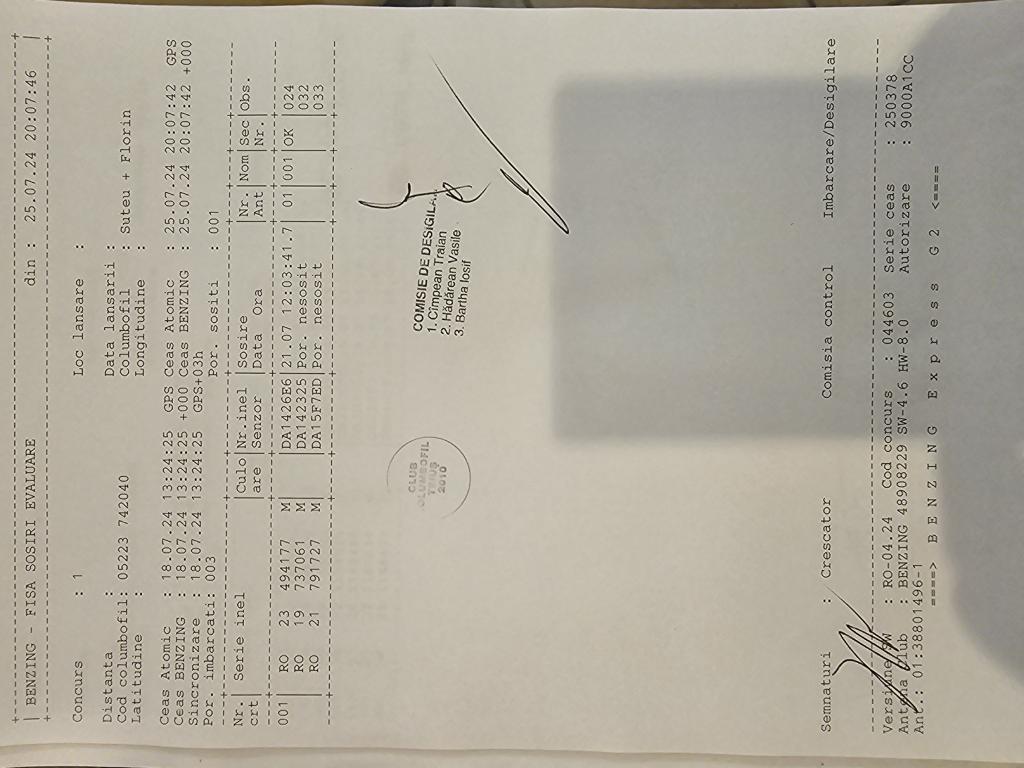 BENZING - FISA SOSIRI EVALUARE din : 25.07.24 20:07:46
Concurs : 1 Loc lansare :
Distanta : Data lansarii :
Cod columbofil: 05223 742040 Columbofil : Suteu + Florin
Latitudine : Longitudine :
Ceas Atomic : 18.07.24 13:24:25 GPS Ceas Atomic : 25.07.24 20:07:42 GPS
Ceas BENZING : 18.07.24 13:24:25 +000 Ceas BENZING : 25.07.24 20:07:42 +000
Sincronizare : 18.07.24 13:24:25 GPS+03h
Por. imbarcati: 003 Por. sositi : 001
Nr. | Serie inel | Culo | Nr.inel | Sosire | Nr. | Nom | Sec | Obs.
crt | | are | Senzor | Data Ora | Ant | | Nr. |
001 | RO 23 494177 M | | DA1426E6 | 21.07 12:03:41.7 | 01 | 001 | OK | 024
RO 19 737061 M | | DA142325 | Por. nesosit | | | | 032
RO 21 791727 M | | DA15F7ED | Por. nesosit | | | | 033
COMISIE DE DESIGILA
1. Cîmpean Traian
2. Hădărean Vasile
3. Bartha Iosif
CLUB
COLUMBOFIL
2010
Semnaturi : Crescator Comisia control Imbarcare/Desigilare
Versiune SW : RO-04.24 Cod concurs : 044603 Serie ceas : 250378
Antena Club : BENZING 48908229 SW-4.6 HW-8.0 Autorizare : 9000A1CC
Ant.: 01:38801496-1
====> B E N Z I N G E x p r e s s G 2 <====